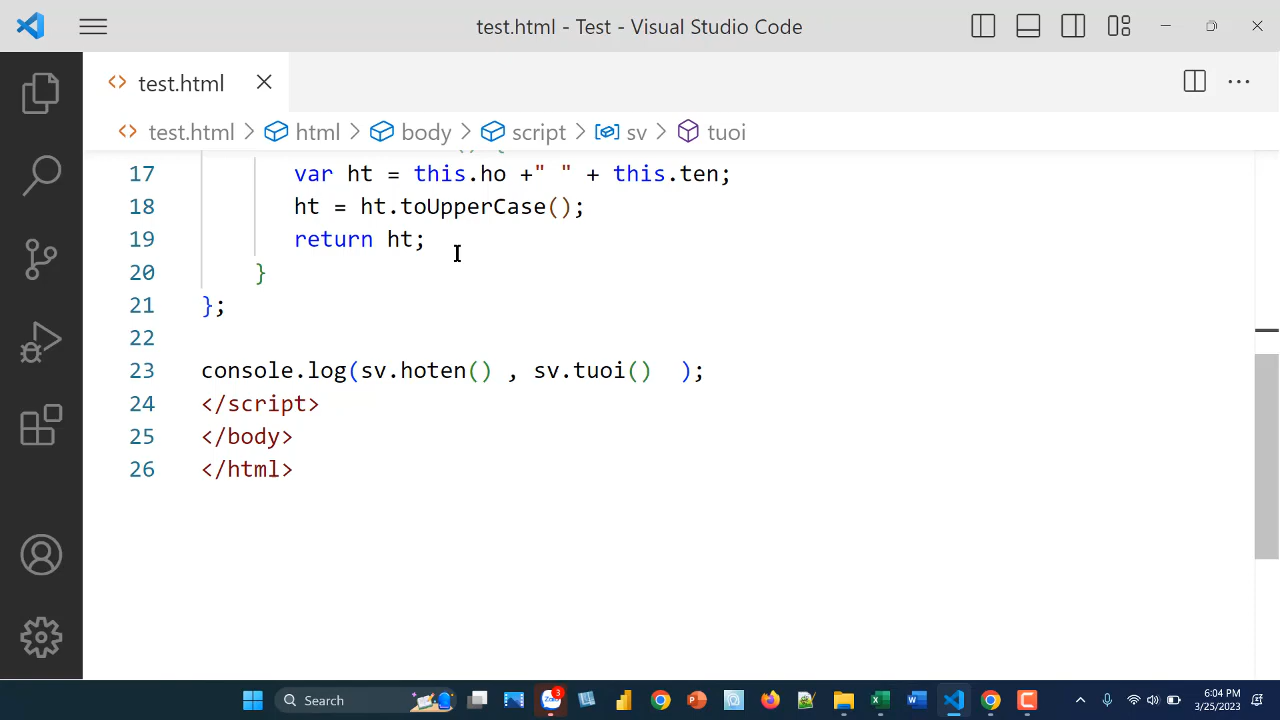 test.html - Test - Visual Studio Code
test.html
test.html > html > body > script > sv > tuoi
17 var ht = this.ho +" " + this.ten;
18 ht = ht.toUpperCase();
19 return ht;
20 }
21 };
22
23 console.log(sv.hoten() , sv.tuoi()  );
24 </script>
25 </body>
26 </html>
Search
Zalo
3
6:04 PM
3/25/2023